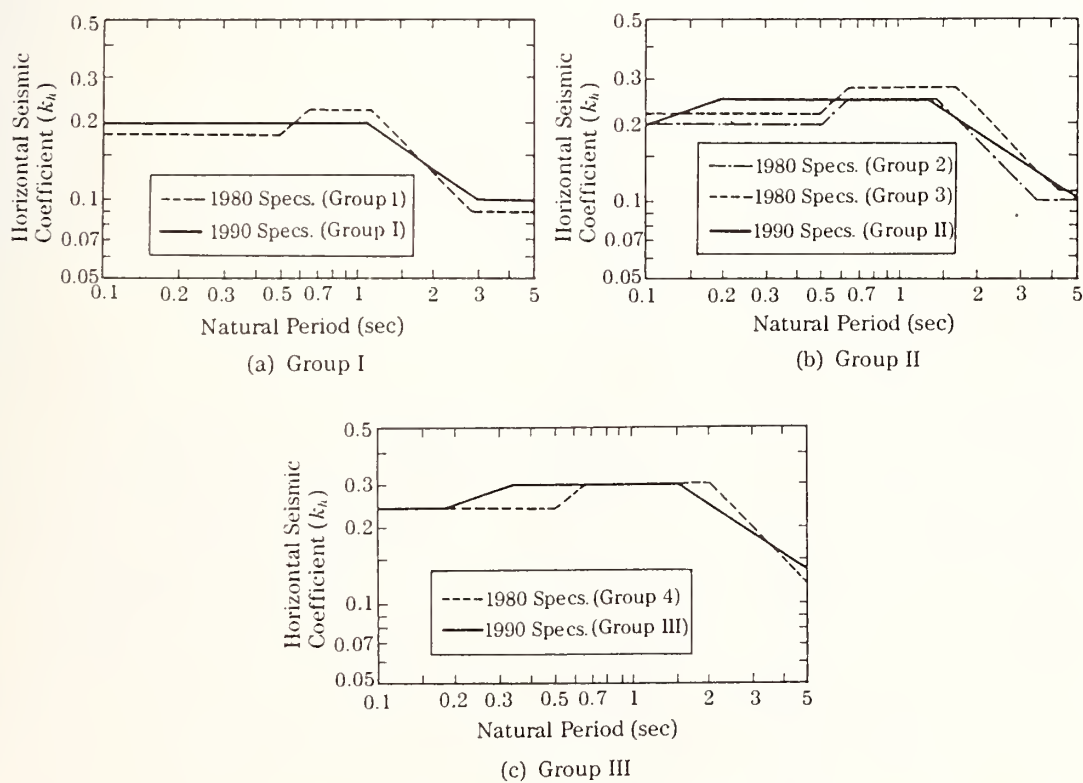 Horizontal Seismic
Coefficient (kh)
0.5
0.3
0.2
0.1
0.07
0.05
1980 Specs. (Group 1)
1990 Specs. (Group I)
0.1 0.2 0.3 0.5 0.7 1 2 3 5
Natural Period (sec)
(a) Group I
Horizontal Seismic
Coefficient (kh)
0.5
0.3
0.2
0.1
0.07
0.05
1980 Specs. (Group 2)
1980 Specs. (Group 3)
1990 Specs. (Group II)
0.1 0.2 0.3 0.5 0.7 1 2 3 5
Natural Period (sec)
(b) Group II
Horizontal Seismic
Coefficient (kh)
0.5
0.3
0.2
0.1
0.07
0.05
1980 Specs. (Group 4)
1990 Specs. (Group III)
0.1 0.2 0.3 0.5 0.7 1 2 3 5
Natural Period (sec)
(c) Group III